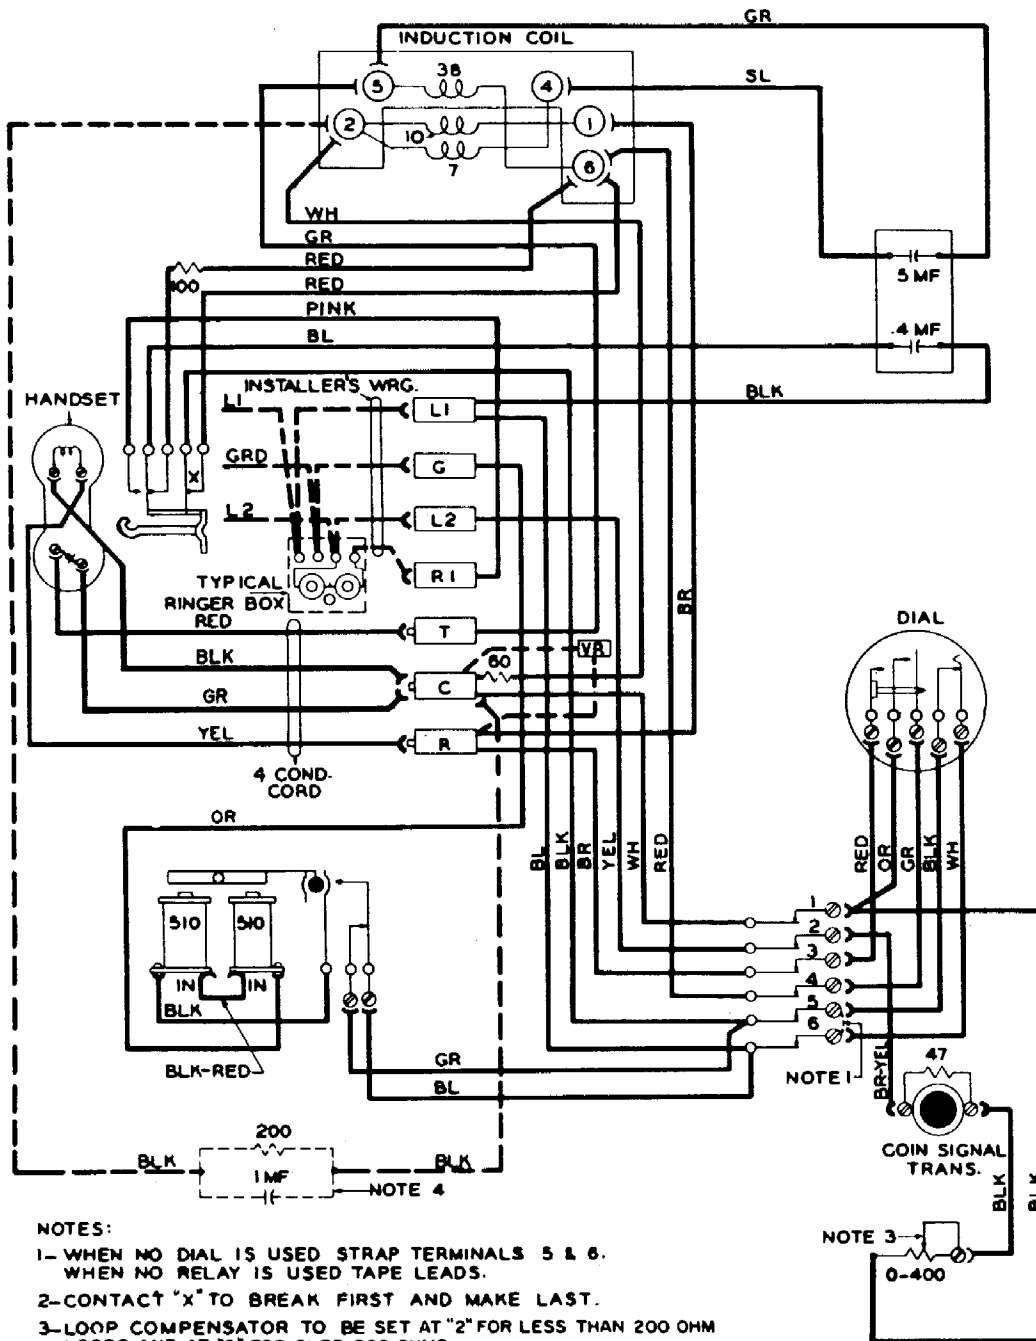 GR
INDUCTION COIL
5
38
4
SL
2
10
1
7
6
WH
GR
RED
100
RED
PINK
BL
5 MF
.4 MF
BLK
INSTALLER'S WRG.
HANDSET
L1
L1
GRD
G
X
L2
L2
R1
TYPICAL
RINGER BOX
RED
T
BR
DIAL
BLK
60
VR
C
GR
YEL
R
4 COND-
CORD
OR
BL
BLK
BR
YEL
WH
RED
RED
OR
GR
BLK
WH
510
510
IN
IN
BLK
BLK-RED
1
2
3
4
5
6
GR
BL
NOTE 1
BR-YEL
47
COIN SIGNAL
TRANS.
BLK
BLK
200
BLK
1 MF
BLK
NOTE 4
NOTE 3
0-400
NOTES:
1- WHEN NO DIAL IS USED STRAP TERMINALS 5 & 6.
WHEN NO RELAY IS USED TAPE LEADS.
2-CONTACT "X" TO BREAK FIRST AND MAKE LAST.
3-LOOP COMPENSATOR TO BE SET AT "2" FOR LESS THAN 200 OHM